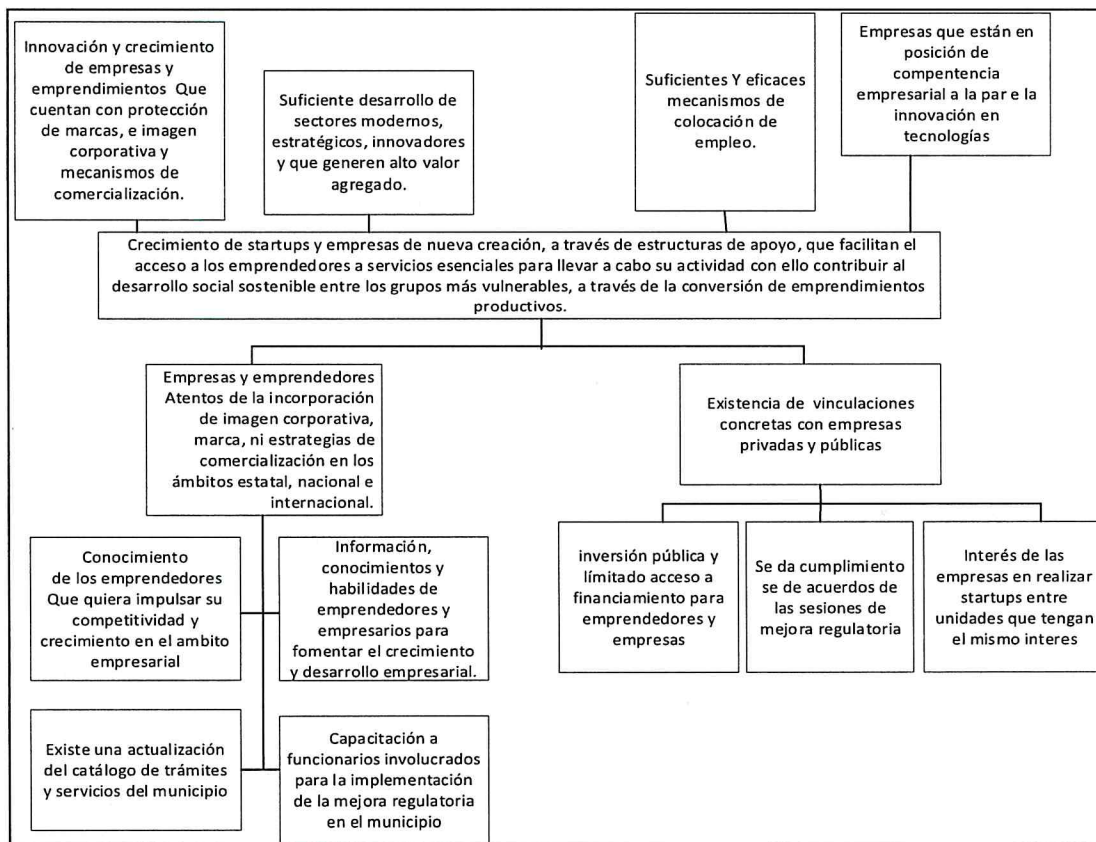 Innovación y crecimiento
de empresas y
emprendimientos Que
cuentan con protección
de marcas, e imagen
corporativa y
mecanismos de
comercialización.
Suficiente desarrollo de
sectores modernos,
estratégicos, innovadores
y que generen alto valor
agregado.
Suficientes Y eficaces
mecanismos de
colocación de
empleo.
Empresas que están en
posición de
compentencia
empresarial a la par e la
innovación en
tecnologías
Crecimiento de startups y empresas de nueva creación, a través de estructuras de apoyo, que facilitan el
acceso a los emprendedores a servicios esenciales para llevar a cabo su actividad con ello contribuir al
desarrollo social sostenible entre los grupos más vulnerables, a través de la conversión de emprendimientos
productivos.
Empresas y emprendedores
Atentos de la incorporación
de imagen corporativa,
marca, ni estrategias de
comercialización en los
ámbitos estatal, nacional e
internacional.
Existencia de vinculaciones
concretas con empresas
privadas y públicas
Conocimiento
de los emprendedores
Que quiera impulsar su
competitividad y
crecimiento en el ambito
empresarial
Información,
conocimientos y
habilidades de
emprendedores y
empresarios para
fomentar el crecimiento
y desarrollo empresarial.
inversión pública y
límitado acceso a
financiamiento para
emprendedores y
empresas
Se da cumplimiento
se de acuerdos de
las sesiones de
mejora regulatoria
Interés de las
empresas en realizar
startups entre
unidades que tengan
el mismo interes
Existe una actualización
del catálogo de trámites
y servicios del municipio
Capacitación a
funcionarios involucrados
para la implementación
de la mejora regulatoria
en el municipio